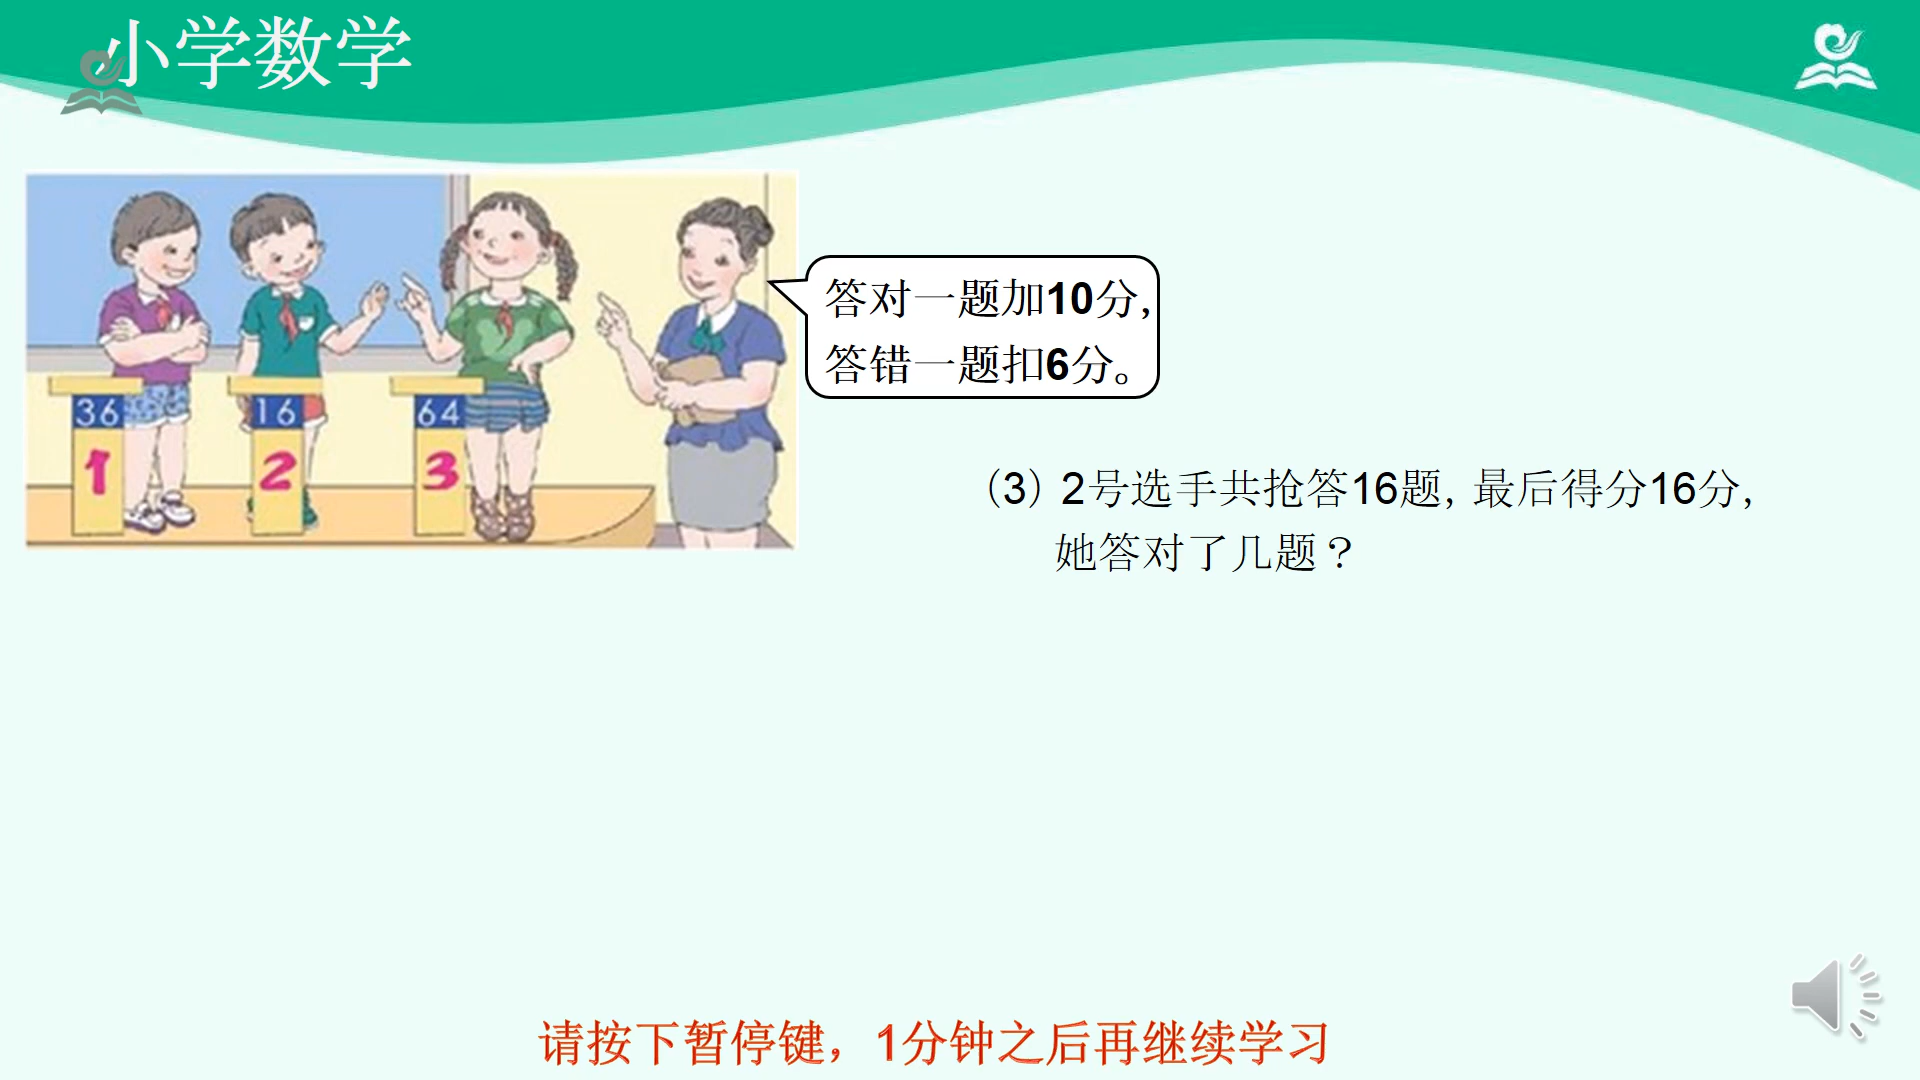 小学数学
答对一题加10分，
答错一题扣6分。
36
16
64
1
2
3
（3）2号选手共抢答16题，最后得分16分，
她答对了几题？
请按下暂停键，1分钟之后再继续学习